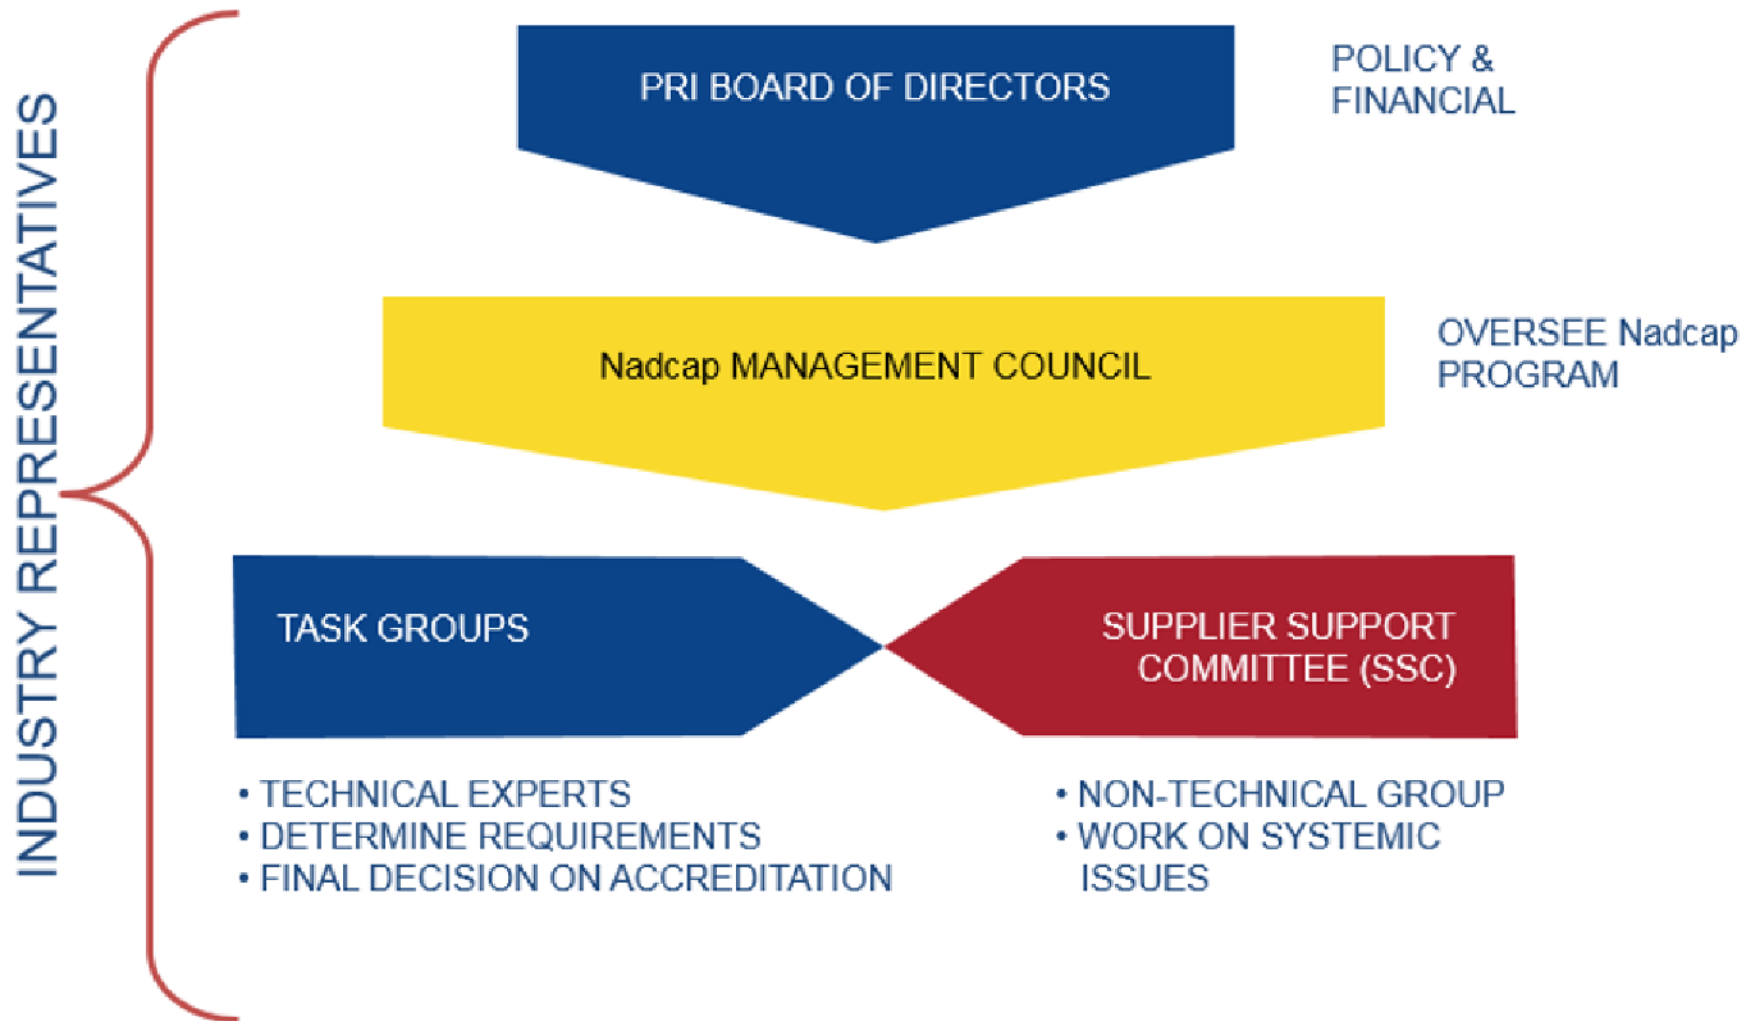 INDUSTRY REPRESENTATIVES
PRI BOARD OF DIRECTORS
POLICY &
FINANCIAL
Nadcap MANAGEMENT COUNCIL
OVERSEE Nadcap
PROGRAM
TASK GROUPS
• TECHNICAL EXPERTS
• DETERMINE REQUIREMENTS
• FINAL DECISION ON ACCREDITATION
SUPPLIER SUPPORT
COMMITTEE (SSC)
• NON-TECHNICAL GROUP
• WORK ON SYSTEMIC
ISSUES